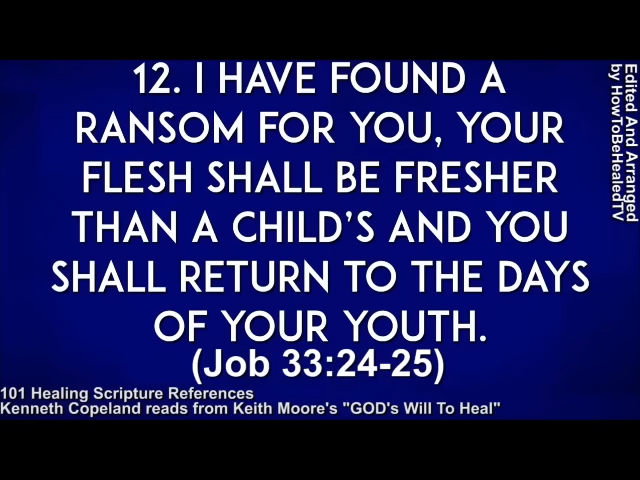 12. I HAVE FOUND A
RANSOM FOR YOU, YOUR
FLESH SHALL BE FRESHER
THAN A CHILD'S AND YOU
SHALL RETURN TO THE DAYS
OF YOUR YOUTH.
(Job 33:24-25)
101 Healing Scripture References
Kenneth Copeland reads from Keith Moore's "GOD's Will To Heal"
Edited And Arranged
by HowToBeHealedTV